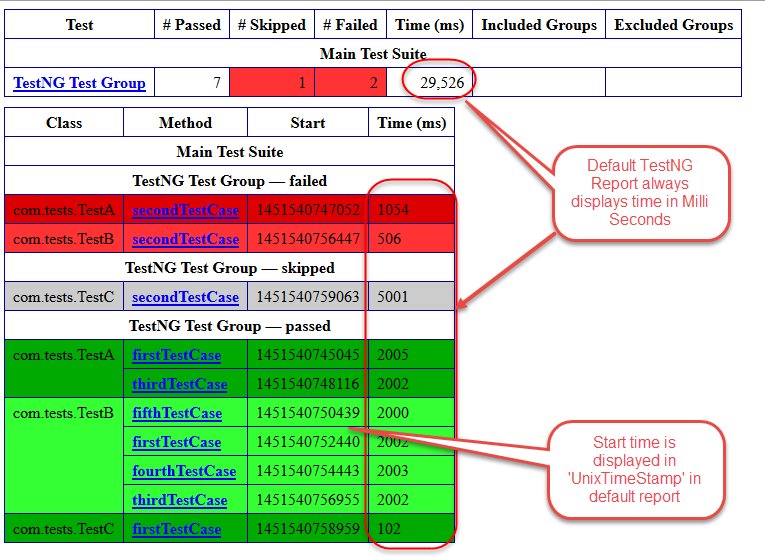 Test # Passed # Skipped # Failed Time (ms) Included Groups Excluded Groups
Main Test Suite
TestNG Test Group 7 1 2 29,526
Class Method Start Time (ms)
Main Test Suite
TestNG Test Group — failed
com.tests.TestA secondTestCase 1451540747052 1054
com.tests.TestB secondTestCase 1451540756447 506
TestNG Test Group — skipped
com.tests.TestC secondTestCase 1451540759063 5001
TestNG Test Group — passed
com.tests.TestA firstTestCase 1451540745045 2005
thirdTestCase 1451540748116 2002
com.tests.TestB fifthTestCase 1451540750439 2000
firstTestCase 1451540752440 2002
fourthTestCase 1451540754443 2003
thirdTestCase 1451540756955 2002
com.tests.TestC firstTestCase 1451540758959 102
Default TestNG
Report always
displays time in Milli
Seconds
Start time is
displayed in
'UnixTimeStamp' in
default report